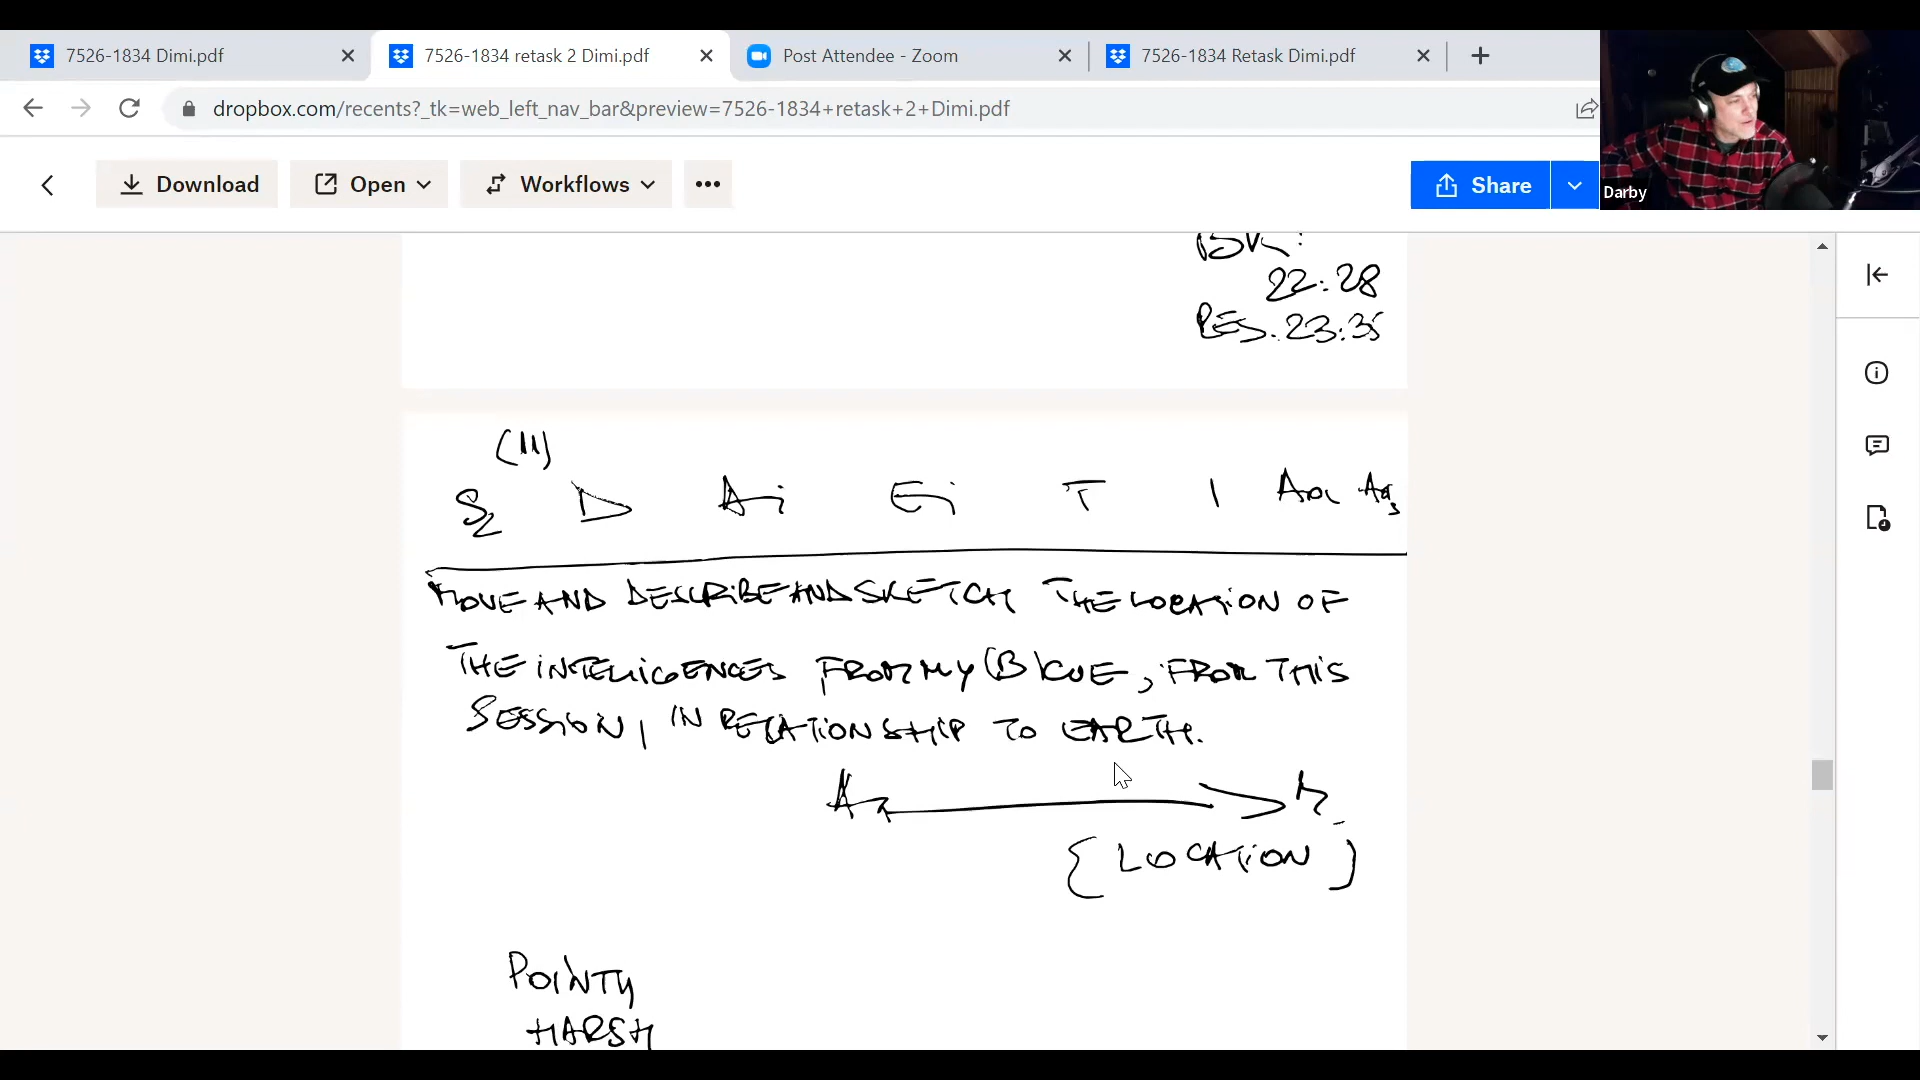 7526-1834 Dimi.pdf
7526-1834 retask 2 Dimi.pdf
Post Attendee - Zoom
7526-1834 Retask Dimi.pdf
dropbox.com/recents?_tk=web_left_nav_bar&preview=7526-1834+retask+2+Dimi.pdf
Download
Open
Workflows
Share
Darby
BK:
22:28
RES. 23:35
(11)
S2 D Ai Ei T I
MOVE AND DESCRIBE AND SKETCH THE LOCATION OF
THE INTELLIGENCES FROM MY (B) CUE, FROM THIS
SESSION, IN RELATIONSHIP TO EARTH.
{LOCATION}
POINTY
HARSH